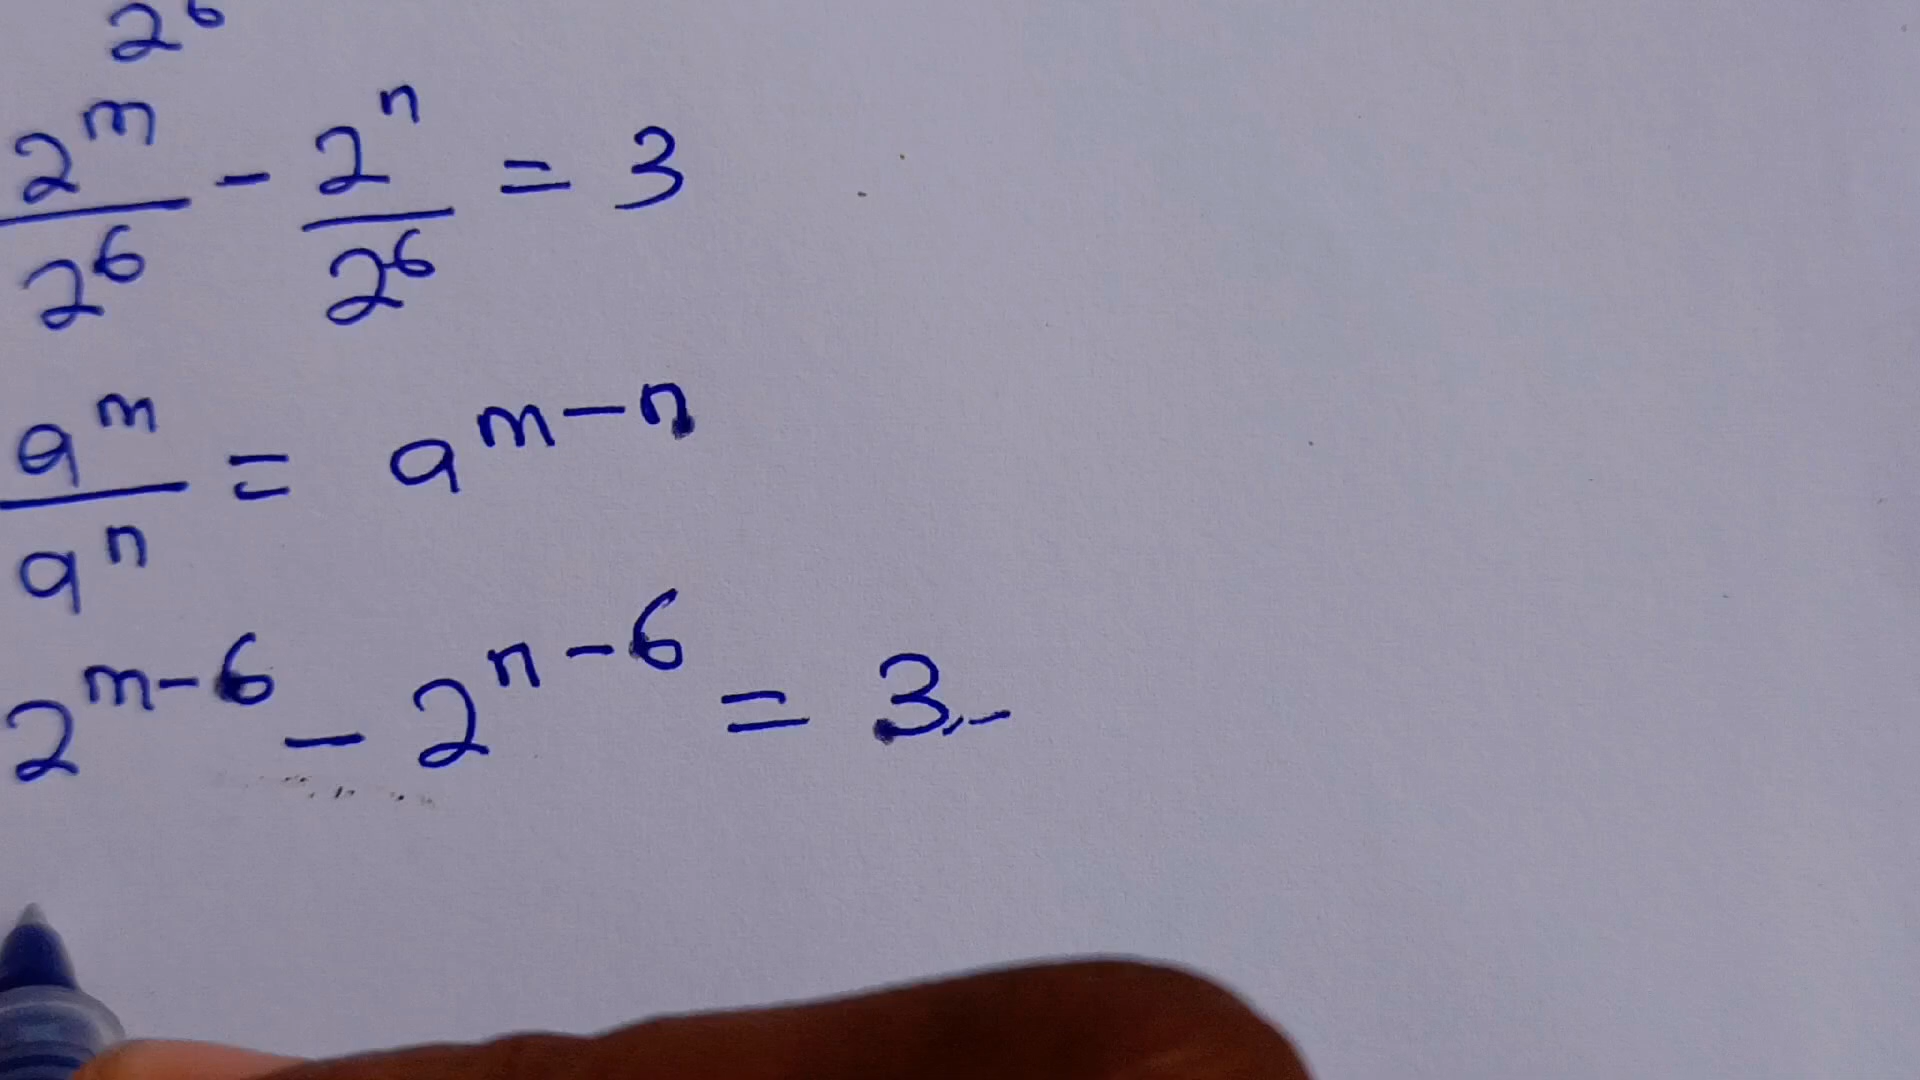 2^6
2^m/2^6 - 2^n/2^6 = 3
a^m/a^n = a^(m-n)
2^(m-6) - 2^(n-6) = 3